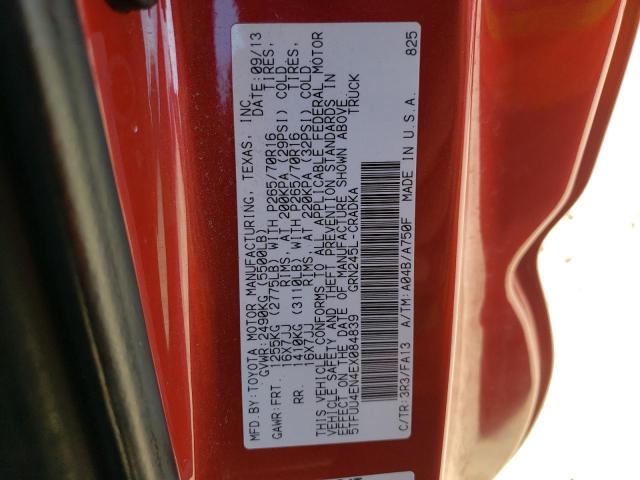 MFD.BY:TOYOTA MOTOR MANUFACTURING, TEXAS, INC. DATE:09/13
GVWR:2490KG (5500LB)
GAWR:FRT. 1255KG (2775LB) WITH P265/70R16 TIRES,
16X7JJ RIMS, AT 200KPA (29PSI) COLD
RR. 1410KG (3110LB) WITH P265/70R16 TIRES,
16X7JJ RIMS, AT 220KPA (32PSI) COLD
THIS VEHICLE CONFORMS TO ALL APPLICABLE FEDERAL MOTOR
VEHICLE SAFETY AND THEFT PREVENTION STANDARDS IN
EFFECT ON THE DATE OF MANUFACTURE SHOWN ABOVE.
5TFUU4EN4EX084839 GRN245L-CRADKA TRUCK
C/TR:3R3/FA13 A/TM:A04B/A750F MADE IN U.S.A. 825